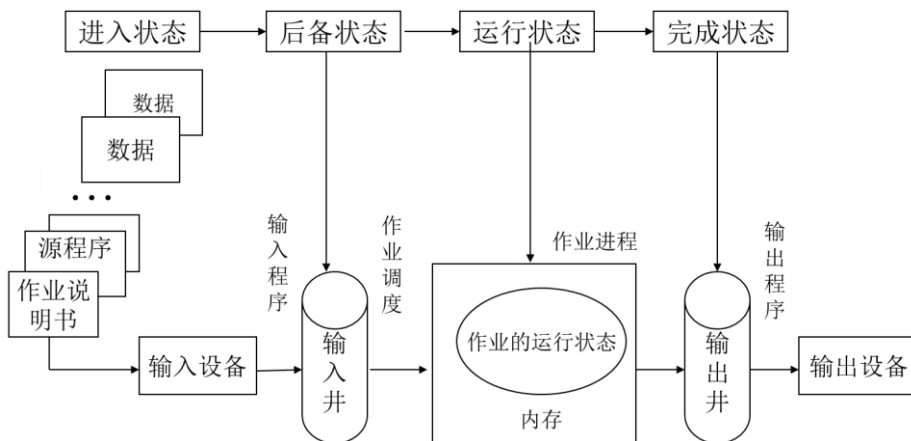 进入状态
后备状态
运行状态
完成状态
数据
数据
...
源程序
作业说
明书
输入程序
作业调度
作业进程
输出程序
输入设备
输入井
作业的运行状态
内存
输出井
输出设备